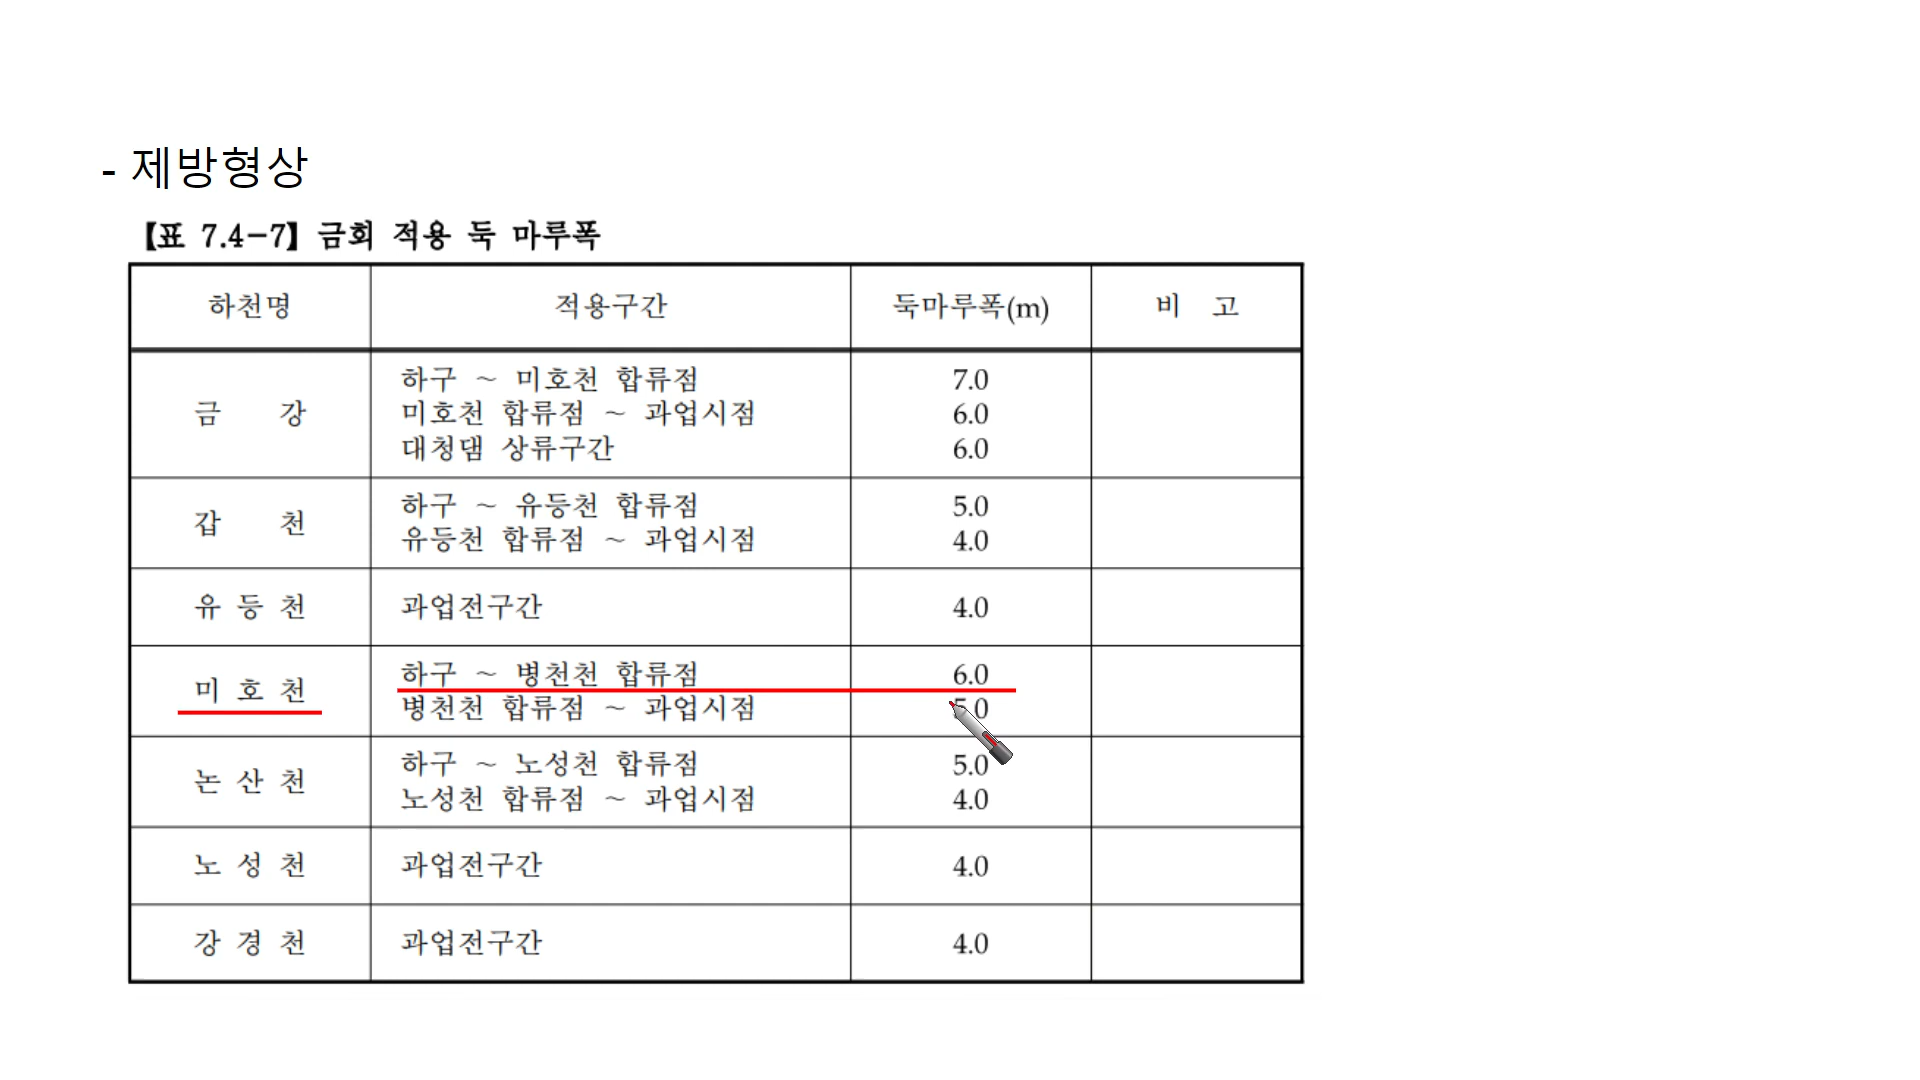 - 제방형상
【표 7.4-7】 금회 적용 둑 마루폭
하천명 적용구간 둑마루폭(m) 비 고
금 강
하구 ~ 미호천 합류점 7.0
미호천 합류점 ~ 과업시점 6.0
대청댐 상류구간 6.0
갑 천
하구 ~ 유등천 합류점 5.0
유등천 합류점 ~ 과업시점 4.0
유 등 천 과업전구간 4.0
미 호 천
하구 ~ 병천천 합류점 6.0
병천천 합류점 ~ 과업시점 5.0
논 산 천
하구 ~ 노성천 합류점 5.0
노성천 합류점 ~ 과업시점 4.0
노 성 천 과업전구간 4.0
강 경 천 과업전구간 4.0